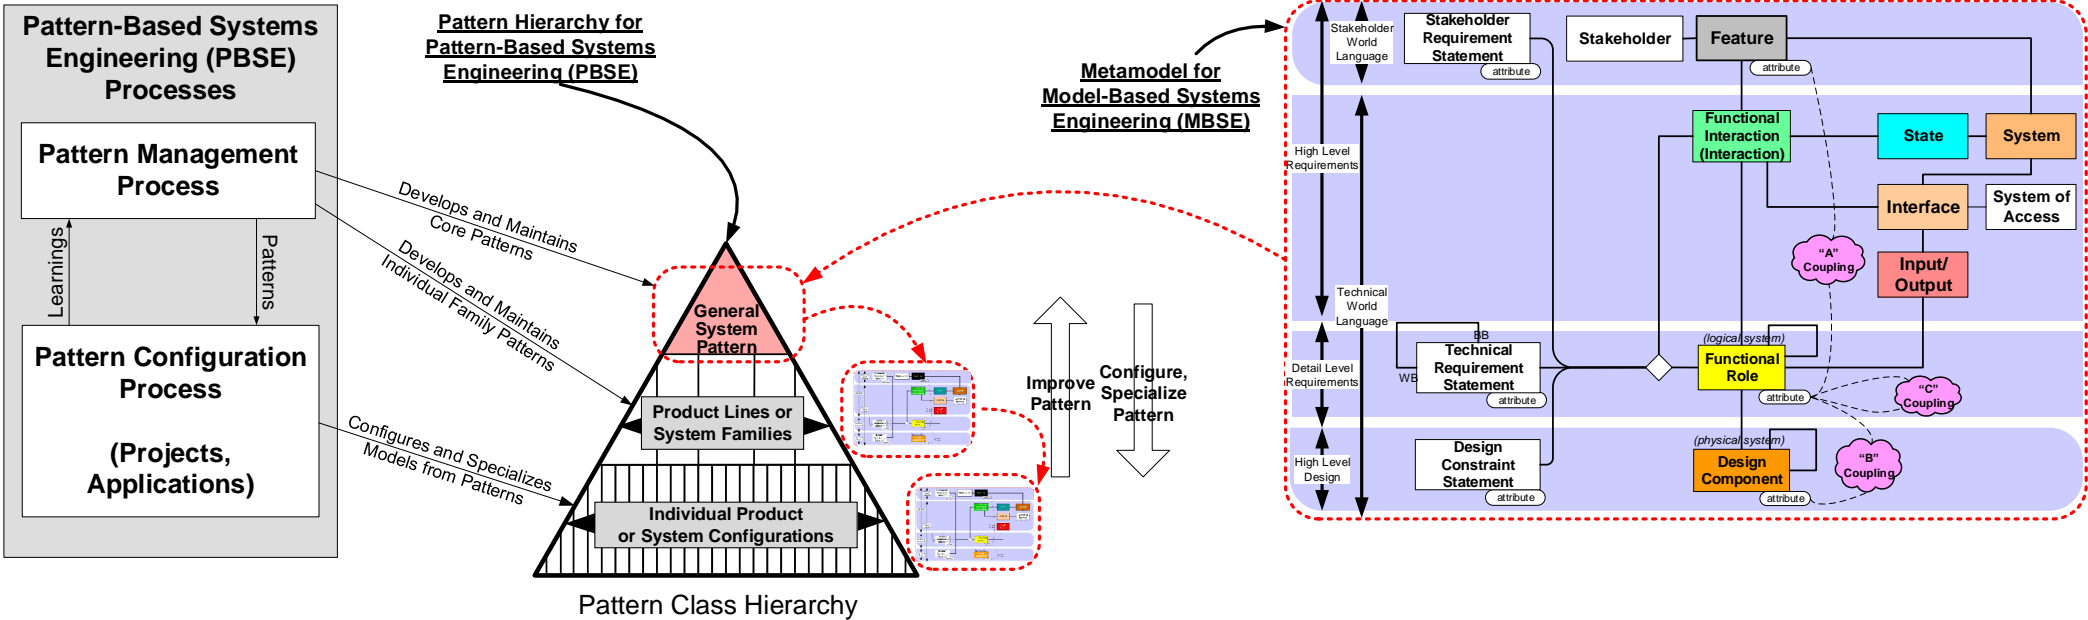 Pattern-Based Systems
Engineering (PBSE)
Processes
Pattern Management
Process
Learnings
Patterns
Pattern Configuration
Process
(Projects,
Applications)
Pattern Hierarchy for
Pattern-Based Systems
Engineering (PBSE)
Develops and Maintains
Core Patterns
Develops and Maintains
Individual Family Patterns
Configures and Specializes
Models from Patterns
General
System
Pattern
Product Lines or
System Families
Individual Product
or System Configurations
Pattern Class Hierarchy
Improve
Pattern
Configure,
Specialize
Pattern
Metamodel for
Model-Based Systems
Engineering (MBSE)
Stakeholder
World
Language
High Level
Requirements
Technical
World
Language
Detail Level
Requirements
High Level
Design
Stakeholder
Requirement
Statement
attribute
Stakeholder
Feature
attribute
Functional
Interaction
(Interaction)
State
System
Interface
System of
Access
"A"
Coupling
Input/
Output
BB
WB
Technical
Requirement
Statement
attribute
(logical system)
Functional
Role
attribute
"C"
Coupling
Design
Constraint
Statement
attribute
(physical system)
Design
Component
attribute
"B"
Coupling